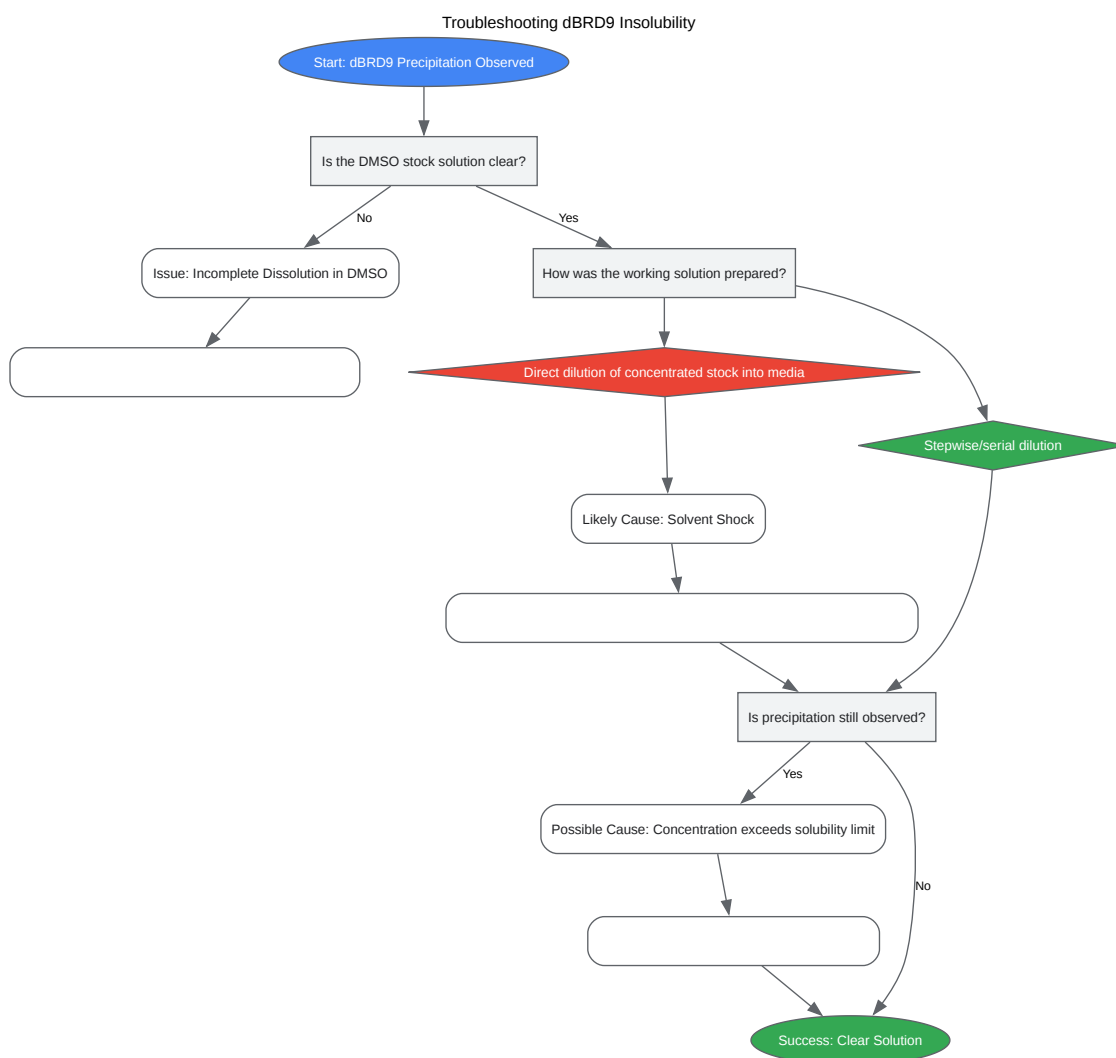 Troubleshooting dBRD9 Insolubility
Start: dBRD9 Precipitation Observed
Is the DMSO stock solution clear?
No
Yes
Issue: Incomplete Dissolution in DMSO
How was the working solution prepared?
Direct dilution of concentrated stock into media
Stepwise/serial dilution
Likely Cause: Solvent Shock
Is precipitation still observed?
Yes
Possible Cause: Concentration exceeds solubility limit
No
Success: Clear Solution